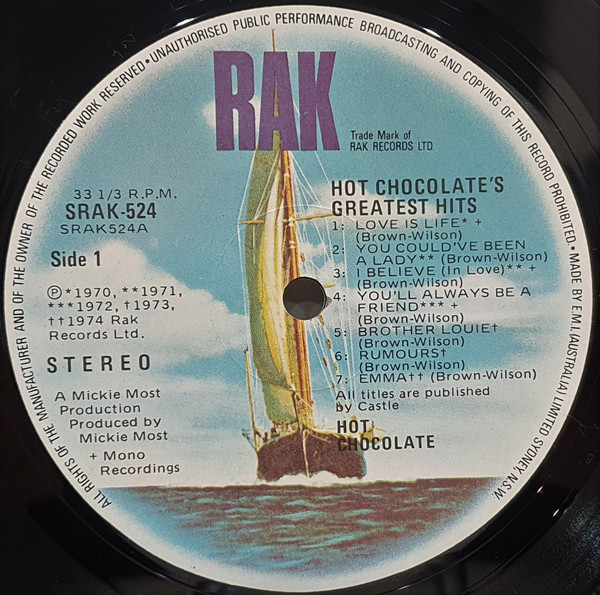 ALL RIGHTS OF THE MANUFACTURER AND OF THE OWNER OF THE RECORDED WORK RESERVED • UNAUTHORISED PUBLIC PERFORMANCE BROADCASTING AND COPYING OF THIS RECORD PROHIBITED. • MADE BY E.M.I. (AUSTRALIA) LIMITED SYDNEY, N.S.W.
RAK
Trade Mark of
RAK RECORDS LTD.
33 1/3 R.P.M.
SRAK-524
SRAK524A
Side 1
Ⓟ*1970, **1971,
***1972, †1973,
††1974 Rak
Records Ltd.
STEREO
A Mickie Most
Production
Produced by
Mickie Most
+ Mono
Recordings
HOT CHOCOLATE'S
GREATEST HITS
1: LOVE IS LIFE* +
(Brown-Wilson)
2: YOU COULD'VE BEEN
A LADY** (Brown-Wilson)
3: I BELIEVE (In Love)** +
(Brown-Wilson)
4: YOU'LL ALWAYS BE A
FRIEND*** +
(Brown-Wilson)
5: BROTHER LOUIE†
(Brown-Wilson)
6: RUMOURS†
(Brown-Wilson)
7: EMMA†† (Brown-Wilson)
All titles are published
by Castle
HOT
CHOCOLATE